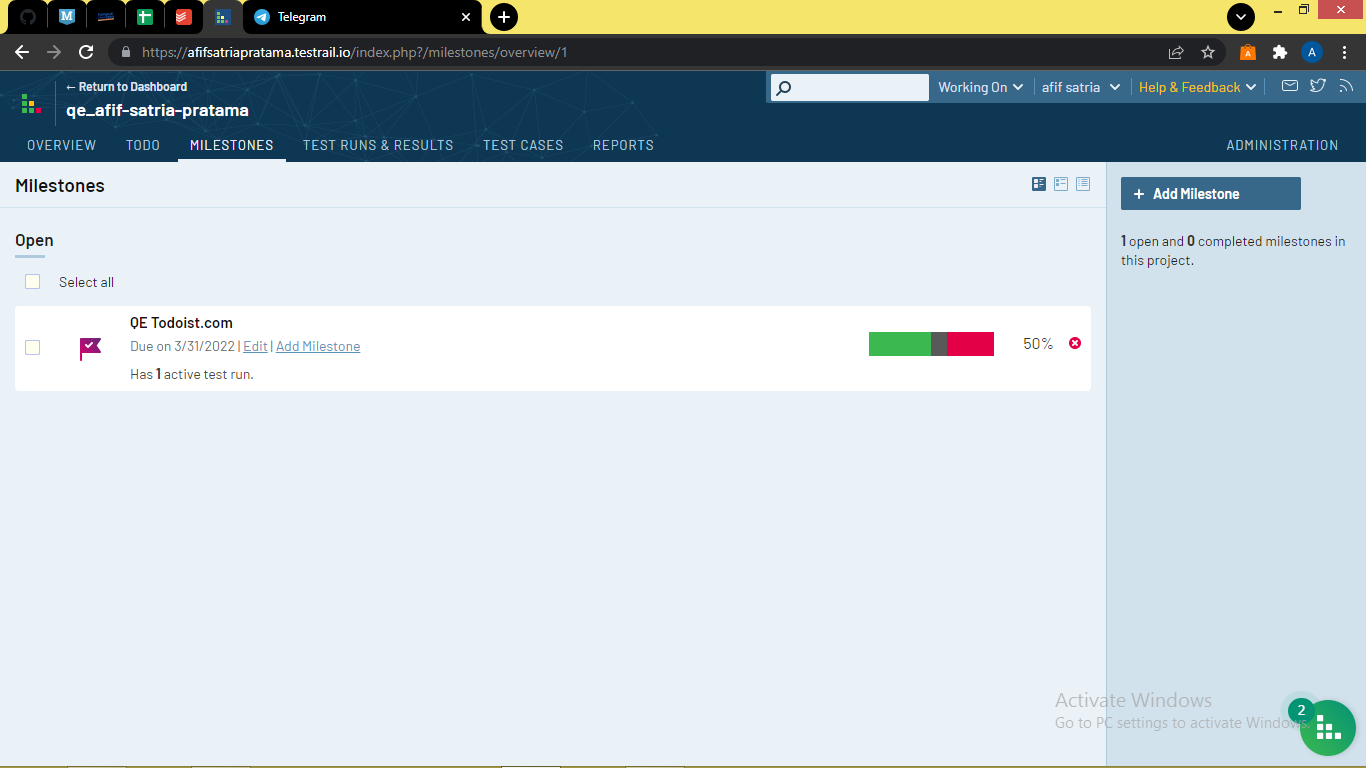 Telegram
https://afifsatriapratama.testrail.io/index.php?/milestones/overview/1
A
← Return to Dashboard
qe_afif-satria-pratama
Working On
afif satria
Help & Feedback
OVERVIEW
TODO
MILESTONES
TEST RUNS & RESULTS
TEST CASES
REPORTS
ADMINISTRATION
Milestones
+ Add Milestone
1 open and 0 completed milestones in
this project.
Open
Select all
QE Todoist.com
Due on 3/31/2022 | Edit | Add Milestone
50%
Has 1 active test run.
Activate Windows
Go to PC settings to activate Windows.
2